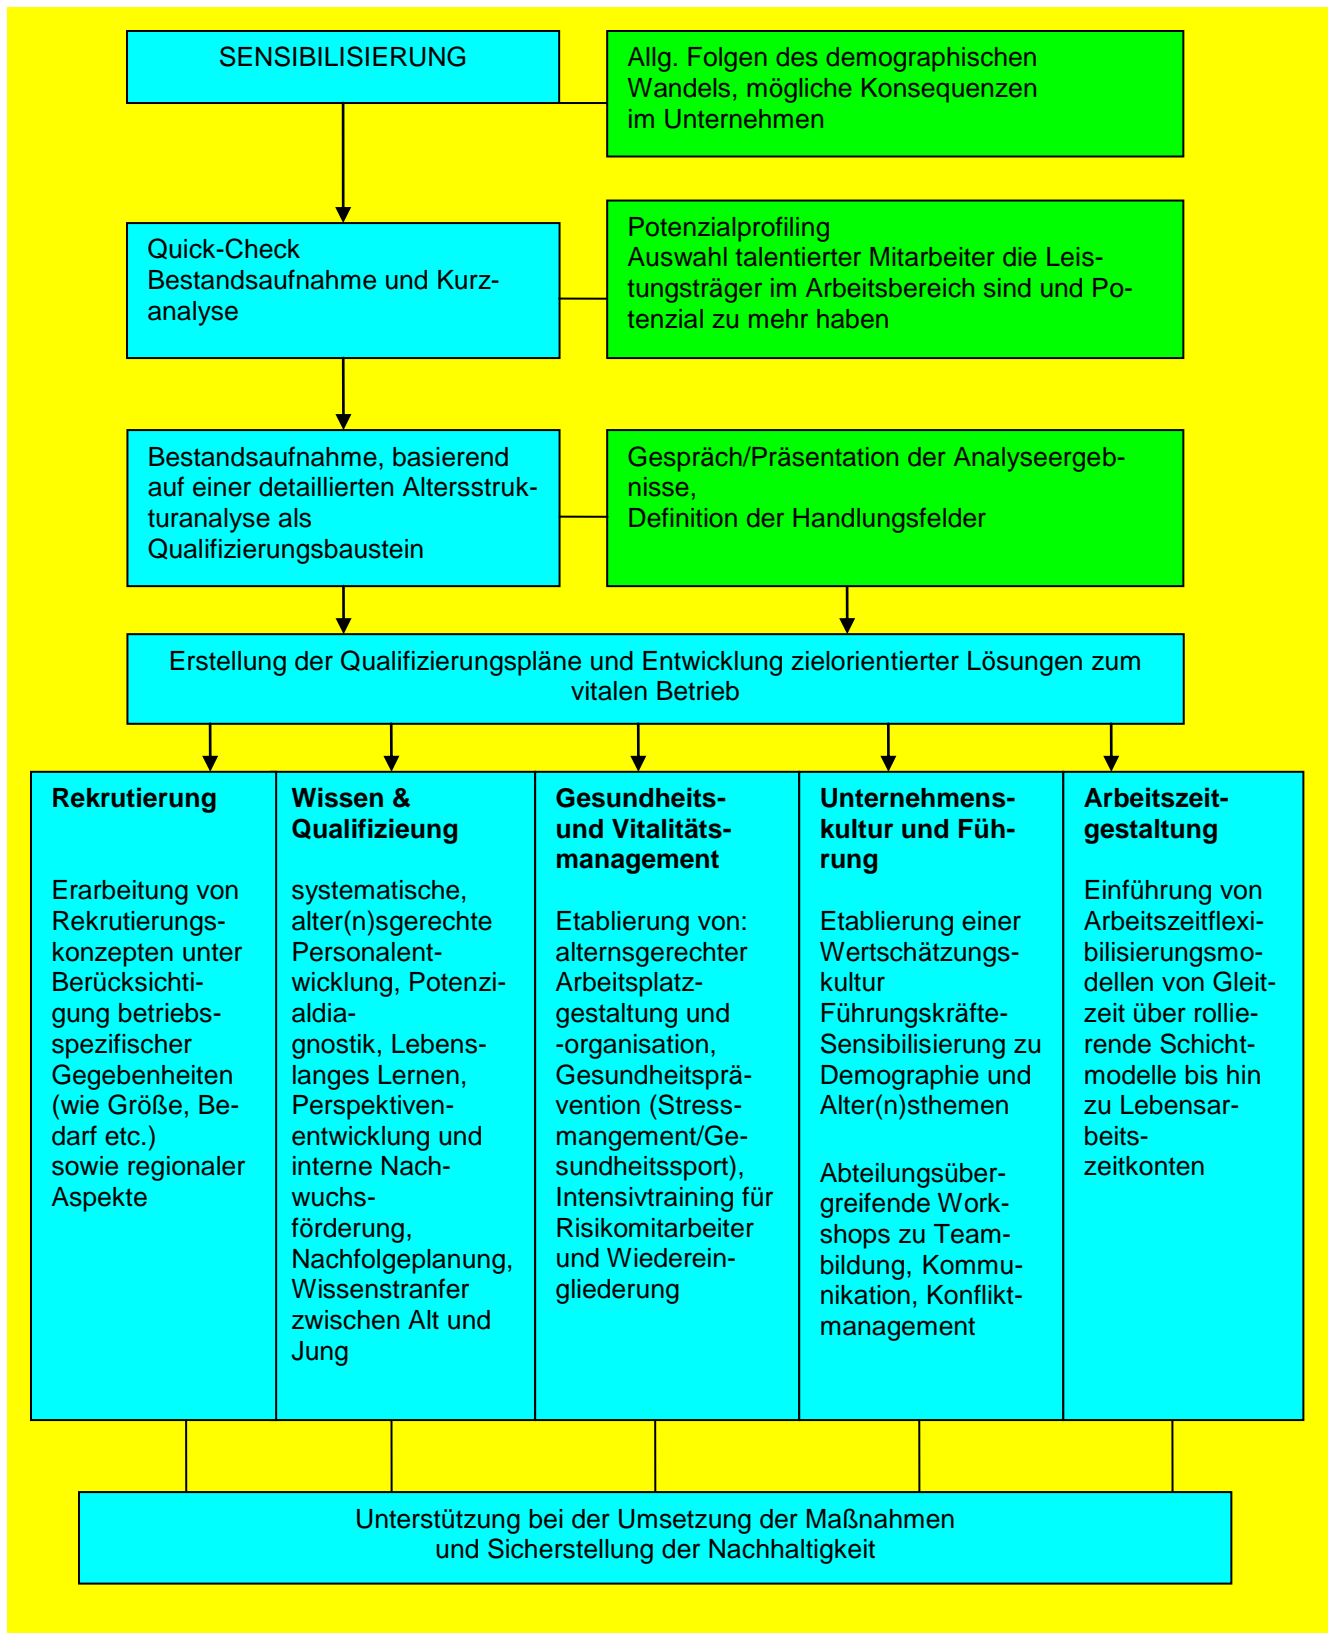 SENSIBILISIERUNG
Allg. Folgen des demographischen
Wandels, mögliche Konsequenzen
im Unternehmen
Quick-Check
Bestandsaufnahme und Kurz-
analyse
Potenzialprofiling
Auswahl talentierter Mitarbeiter die Leis-
tungsträger im Arbeitsbereich sind und Po-
tenzial zu mehr haben
Bestandsaufnahme, basierend
auf einer detaillierten Altersstruk-
turanalyse als
Qualifizierungsbaustein
Gespräch/Präsentation der Analyseergeb-
nisse,
Definition der Handlungsfelder
Erstellung der Qualifizierungspläne und Entwicklung zielorientierter Lösungen zum
vitalen Betrieb
Rekrutierung
Erarbeitung von
Rekrutierungs-
konzepten unter
Berücksichti-
gung betriebs-
spezifischer
Gegebenheiten
(wie Größe, Be-
darf etc.)
sowie regionaler
Aspekte
Wissen &
Qualifizieung
systematische,
alter(n)sgerechte
Personalent-
wicklung, Potenzi-
aldia-
gnostik, Lebens-
langes Lernen,
Perspektiven-
entwicklung und
interne Nach-
wuchs-
förderung,
Nachfolgeplanung,
Wissenstranfer
zwischen Alt und
Jung
Gesundheits-
und Vitalitäts-
management
Etablierung von:
alternsgerechter
Arbeitsplatz-
gestaltung und
-organisation,
Gesundheitsprä-
vention (Stress-
mangement/Ge-
sundheitssport),
Intensivtraining für
Risikomitarbeiter
und Wiederein-
gliederung
Unternehmens-
kultur und Füh-
rung
Etablierung einer
Wertschätzungs-
kultur
Führungskräfte-
Sensibilisierung zu
Demographie und
Alter(n)sthemen
Abteilungsüber-
greifende Work-
shops zu Team-
bildung, Kommu-
nikation, Konflikt-
management
Arbeitszeit-
gestaltung
Einführung von
Arbeitszeitflexi-
bilisierungsmo-
dellen von Gleit-
zeit über rollie-
rende Schicht-
modelle bis hin
zu Lebensar-
beits-
zeitkonten
Unterstützung bei der Umsetzung der Maßnahmen
und Sicherstellung der Nachhaltigkeit